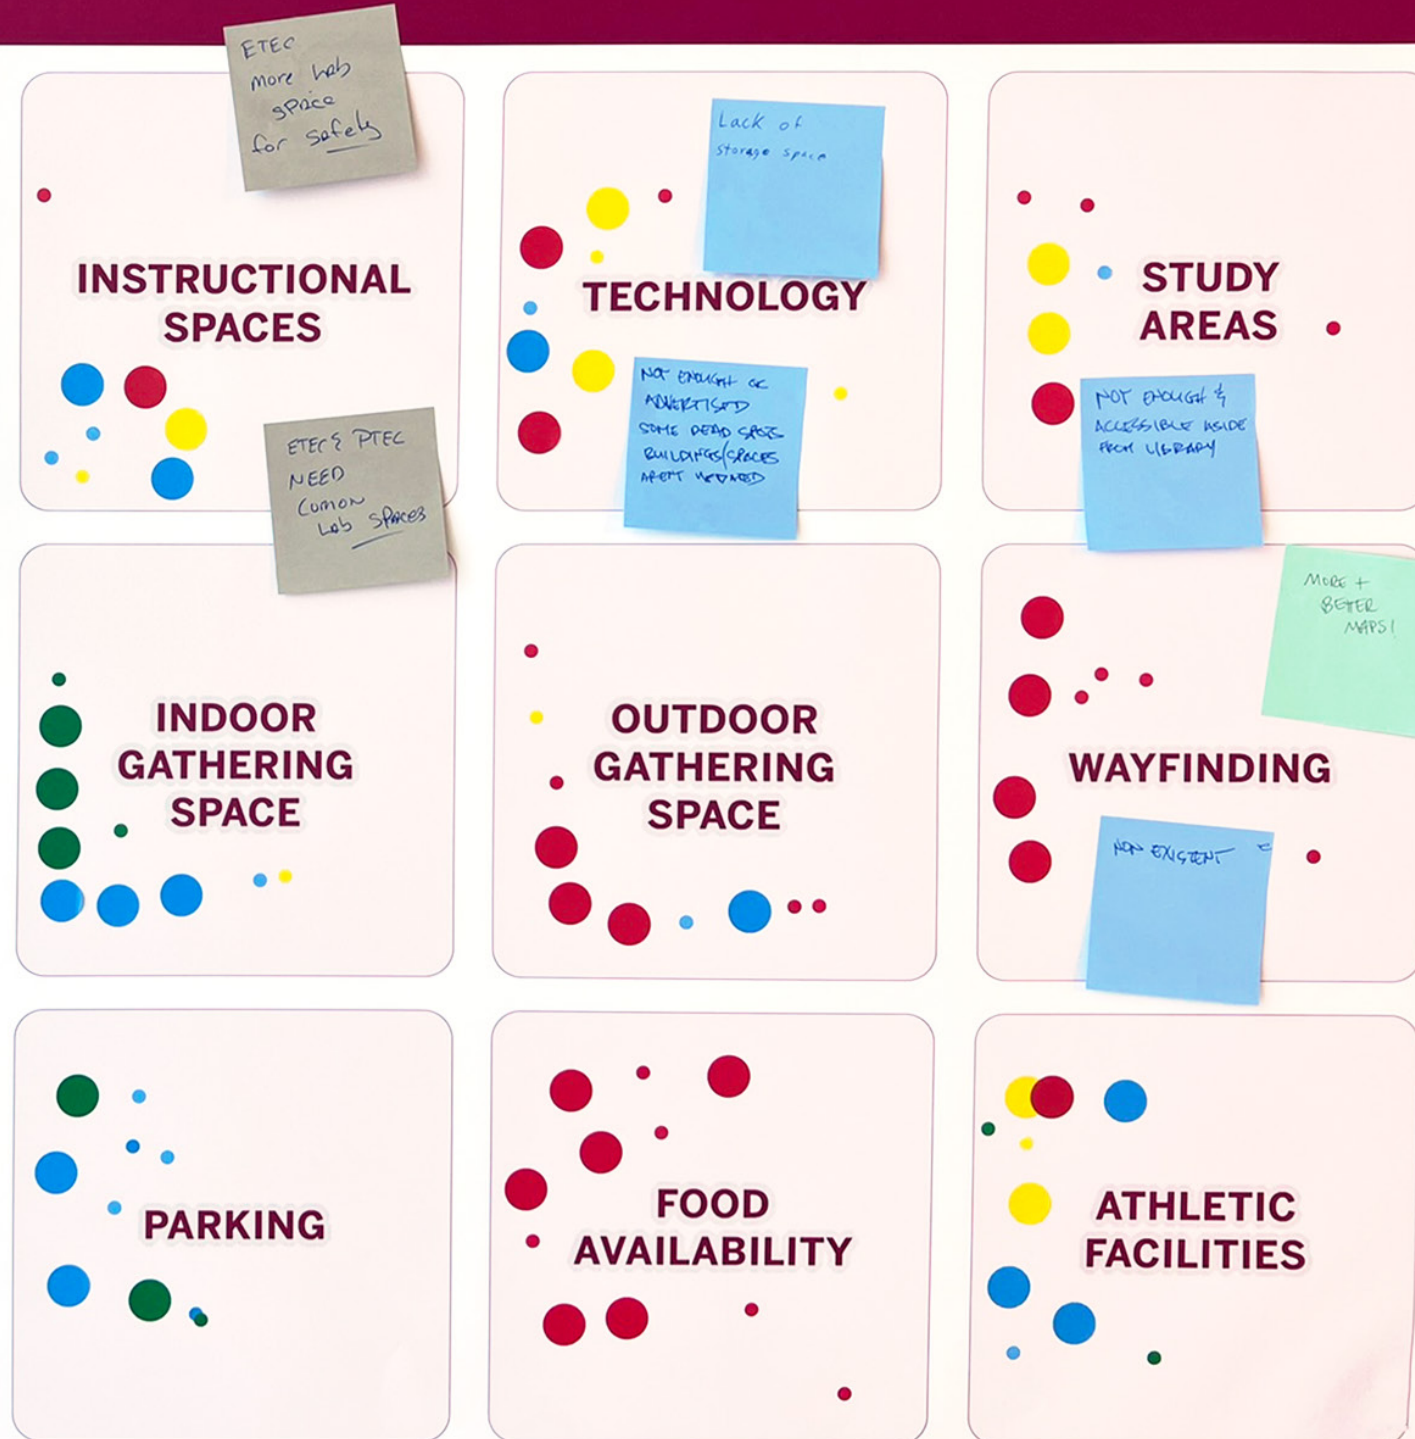 ETEC
more Lab
space
for safety
INSTRUCTIONAL
SPACES
ETEC & PTEC
NEED
COMON
Lab SPACES
Lack of
storage space
TECHNOLOGY
NOT ENOUGH OR
ADVERTISED
SOME DEAD SPOTS
BUILDINGS/SPACES
AREN'T
STUDY
AREAS
NOT ENOUGH &
ACCESSIBLE ASIDE
FROM LIBRARY
INDOOR
GATHERING
SPACE
OUTDOOR
GATHERING
SPACE
MORE +
BETTER
MAPS!
WAYFINDING
NON EXISTENT
PARKING
FOOD
AVAILABILITY
ATHLETIC
FACILITIES